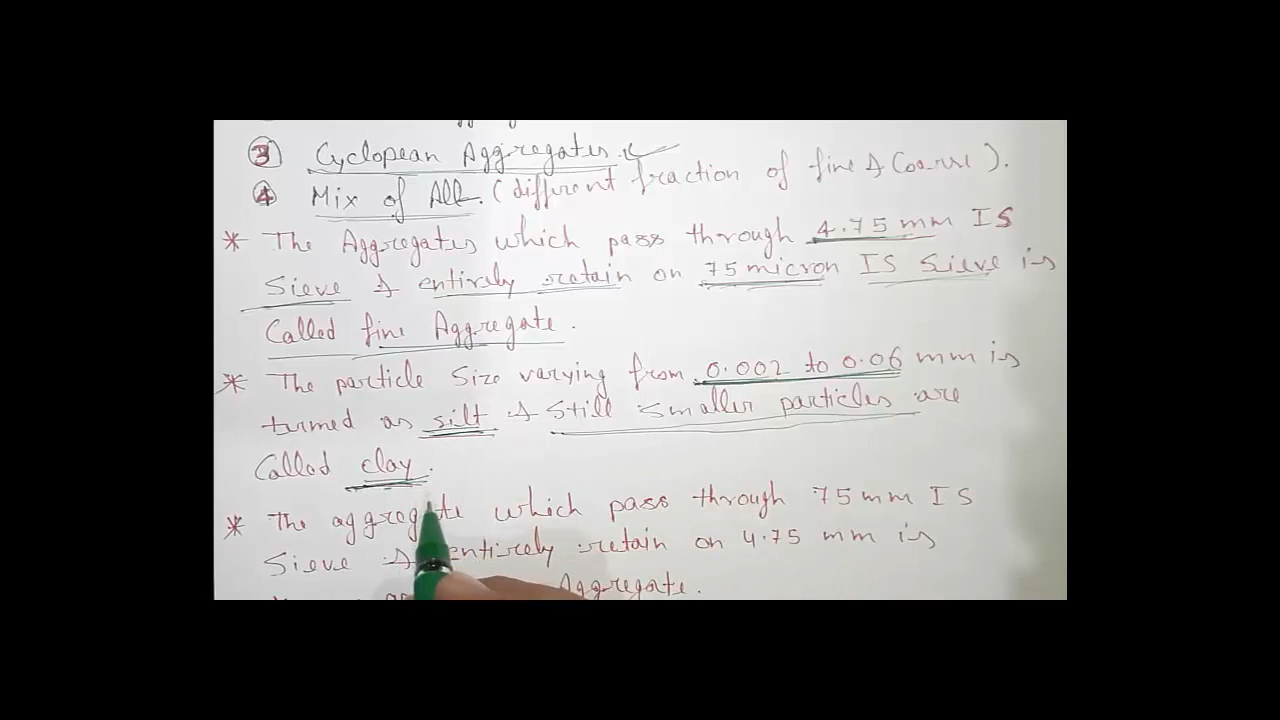 ③ Cyclopean Aggregates.
④ Mix of All. (different fraction of fine & Coarse).
* The Aggregates which pass through 4.75 mm IS
Sieve & entirely retain on 75 micron IS Sieve is
Called fine Aggregate.
* The particle Size varying from 0.002 to 0.06 mm is
termed as silt & Still Smaller particles are
Called clay.
* The aggregate which pass through 75 mm IS
Sieve & entirely retain on 4.75 mm is
Aggregate.